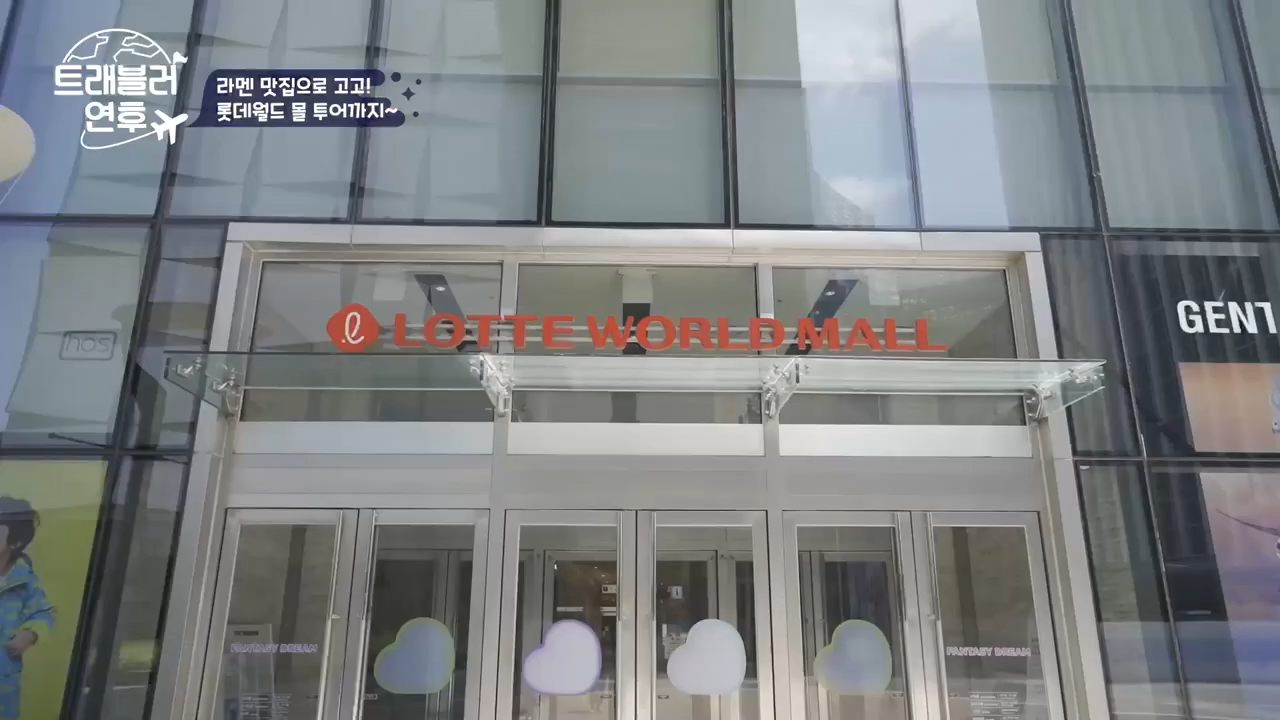 트래블러
연후
라멘 맛집으로 고고!
롯데월드 몰 투어까지~
LOTTE WORLD MALL
GENT
FANTASY DREAM
FANTASY DREAM